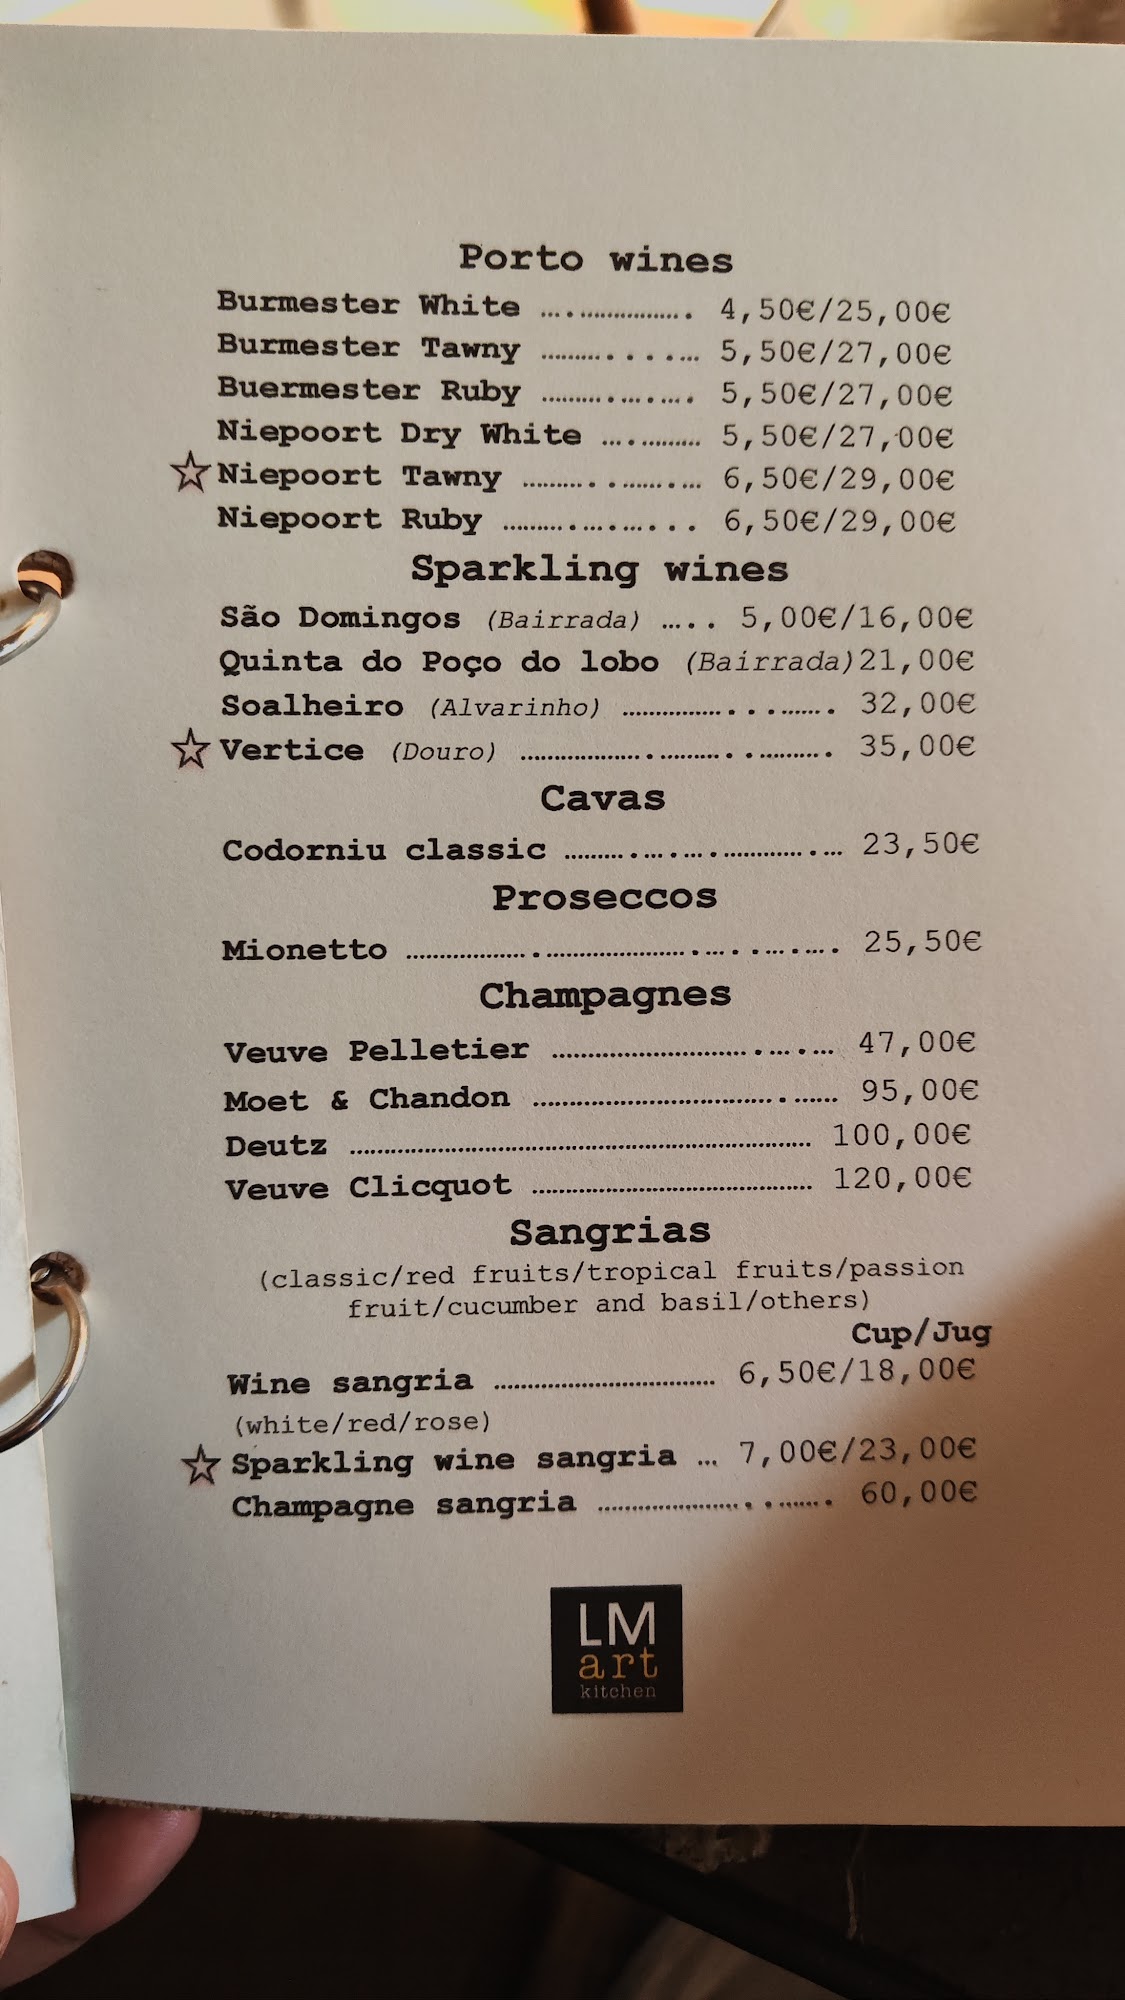 Porto wines
Burmester White ................... 4,50€/25,00€
Burmester Tawny ................... 5,50€/27,00€
Buermester Ruby ................... 5,50€/27,00€
Niepoort Dry White ............ 5,50€/27,00€
☆ Niepoort Tawny ..................... 6,50€/29,00€
Niepoort Ruby ..................... 6,50€/29,00€
Sparkling wines
São Domingos (Bairrada) ..... 5,00€/16,00€
Quinta do Poço do lobo (Bairrada)21,00€
Soalheiro (Alvarinho) ......................... 32,00€
☆ Vertice (Douro) ................................... 35,00€
Cavas
Codorniu classic ............................... 23,50€
Proseccos
Mionetto .................................................. 25,50€
Champagnes
Veuve Pelletier ................................. 47,00€
Moet & Chandon ................................... 95,00€
Deutz .................................................... 100,00€
Veuve Clicquot ................................ 120,00€
Sangrias
(classic/red fruits/tropical fruits/passion
fruit/cucumber and basil/others)
Cup/Jug
Wine sangria ........................... 6,50€/18,00€
(white/red/rose)
☆ Sparkling wine sangria ... 7,00€/23,00€
Champagne sangria ............................ 60,00€
LM
art
kitchen